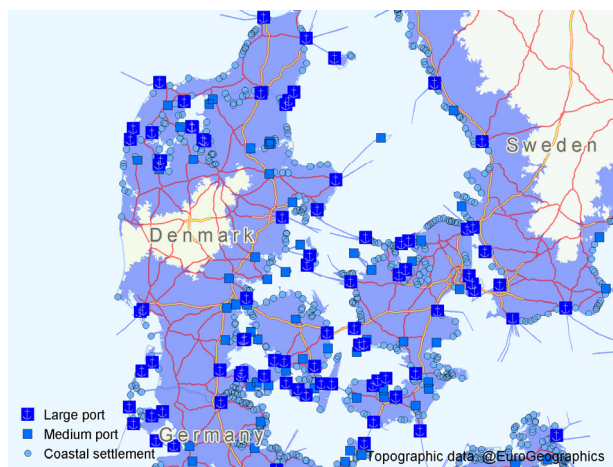 Sweden
Denmark
Large port
Medium port
Germany
Coastal settlement
Topographic data: @EuroGeographics